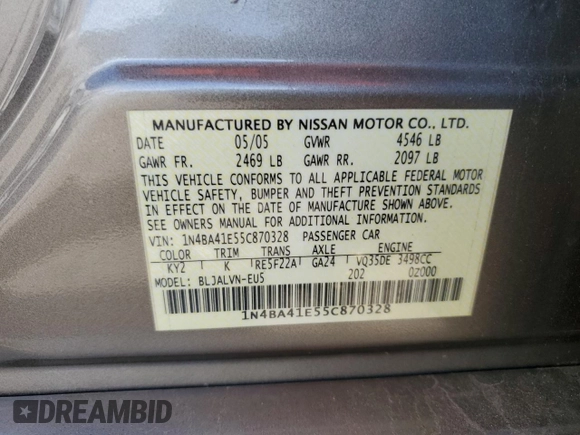 MANUFACTURED BY NISSAN MOTOR CO., LTD.
DATE 05/05 GVWR 4546 LB
GAWR FR. 2469 LB GAWR RR. 2097 LB
THIS VEHICLE CONFORMS TO ALL APPLICABLE FEDERAL MOTOR
VEHICLE SAFETY, BUMPER AND THEFT PREVENTION STANDARDS
IN EFFECT ON THE DATE OF MANUFACTURE SHOWN ABOVE.
SEE OWNERS MANUAL FOR ADDITIONAL INFORMATION.
VIN: 1N4BA41E55C870328 PASSENGER CAR
COLOR TRIM TRANS AXLE ENGINE
KY2 K RE5F22A GA24 VQ35DE 3498CC
MODEL: BLJALVN-EU5 202 0Z000
1N4BA41E55C870328
DREAMBID